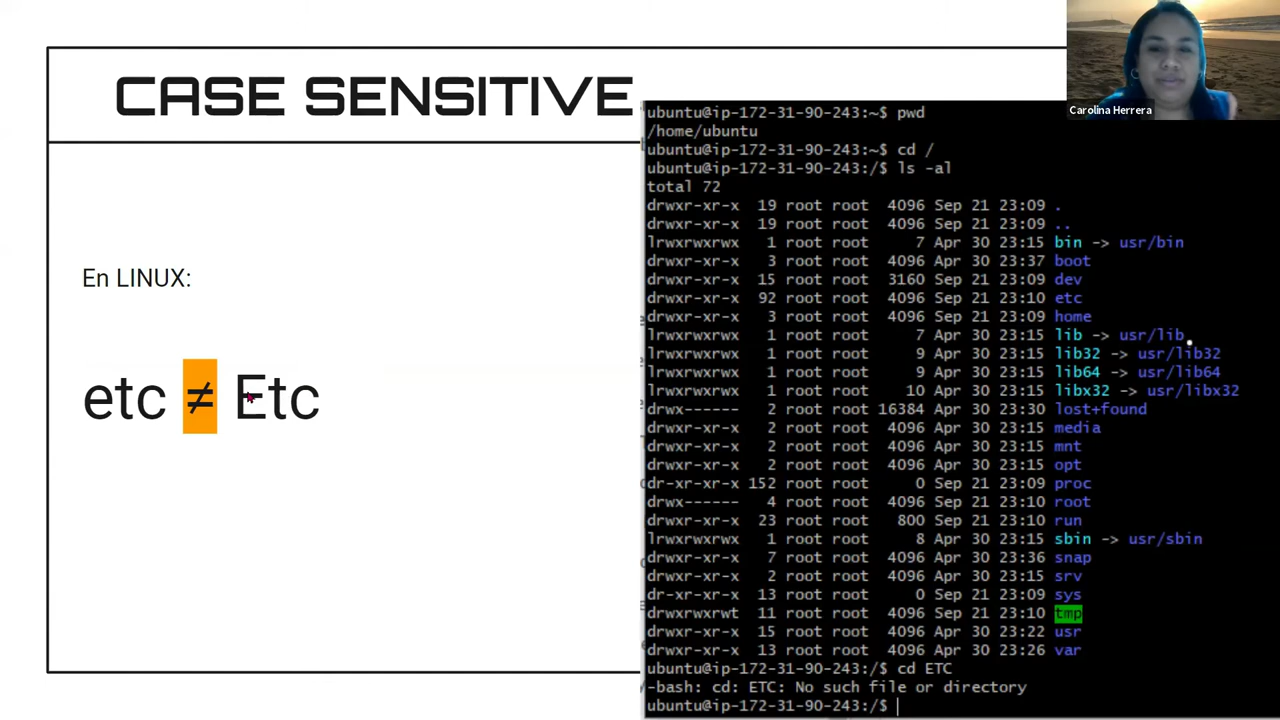 CASE SENSITIVE
En LINUX:
etc ≠ Etc
Carolina Herrera
ubuntu@ip-172-31-90-243:~$ pwd
/home/ubuntu
ubuntu@ip-172-31-90-243:~$ cd /
ubuntu@ip-172-31-90-243:/$ ls -al
total 72
drwxr-xr-x 19 root root 4096 Sep 21 23:09 .
drwxr-xr-x 19 root root 4096 Sep 21 23:09 ..
lrwxrwxrwx 1 root root 7 Apr 30 23:15 bin -> usr/bin
drwxr-xr-x 3 root root 4096 Apr 30 23:37 boot
drwxr-xr-x 15 root root 3160 Sep 21 23:09 dev
drwxr-xr-x 92 root root 4096 Sep 21 23:10 etc
drwxr-xr-x 3 root root 4096 Sep 21 23:09 home
lrwxrwxrwx 1 root root 7 Apr 30 23:15 lib -> usr/lib
lrwxrwxrwx 1 root root 9 Apr 30 23:15 lib32 -> usr/lib32
lrwxrwxrwx 1 root root 9 Apr 30 23:15 lib64 -> usr/lib64
lrwxrwxrwx 1 root root 10 Apr 30 23:15 libx32 -> usr/libx32
drwx------ 2 root root 16384 Apr 30 23:30 lost+found
drwxr-xr-x 2 root root 4096 Apr 30 23:15 media
drwxr-xr-x 2 root root 4096 Apr 30 23:15 mnt
drwxr-xr-x 2 root root 4096 Apr 30 23:15 opt
dr-xr-xr-x 152 root root 0 Sep 21 23:09 proc
drwx------ 4 root root 4096 Sep 21 23:10 root
drwxr-xr-x 23 root root 800 Sep 21 23:10 run
lrwxrwxrwx 1 root root 8 Apr 30 23:15 sbin -> usr/sbin
drwxr-xr-x 7 root root 4096 Apr 30 23:36 snap
drwxr-xr-x 2 root root 4096 Apr 30 23:15 srv
dr-xr-xr-x 13 root root 0 Sep 21 23:09 sys
drwxrwxrwt 11 root root 4096 Sep 21 23:10 tmp
drwxr-xr-x 15 root root 4096 Apr 30 23:22 usr
drwxr-xr-x 13 root root 4096 Apr 30 23:26 var
ubuntu@ip-172-31-90-243:/$ cd ETC
-bash: cd: ETC: No such file or directory
ubuntu@ip-172-31-90-243:/$